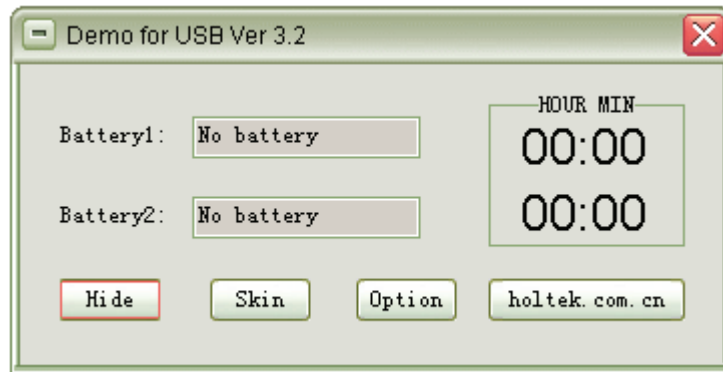 Demo for USB Ver 3.2
HOUR MIN
Battery1: No battery 00:00
Battery2: No battery 00:00
Hide Skin Option holtek.com.cn